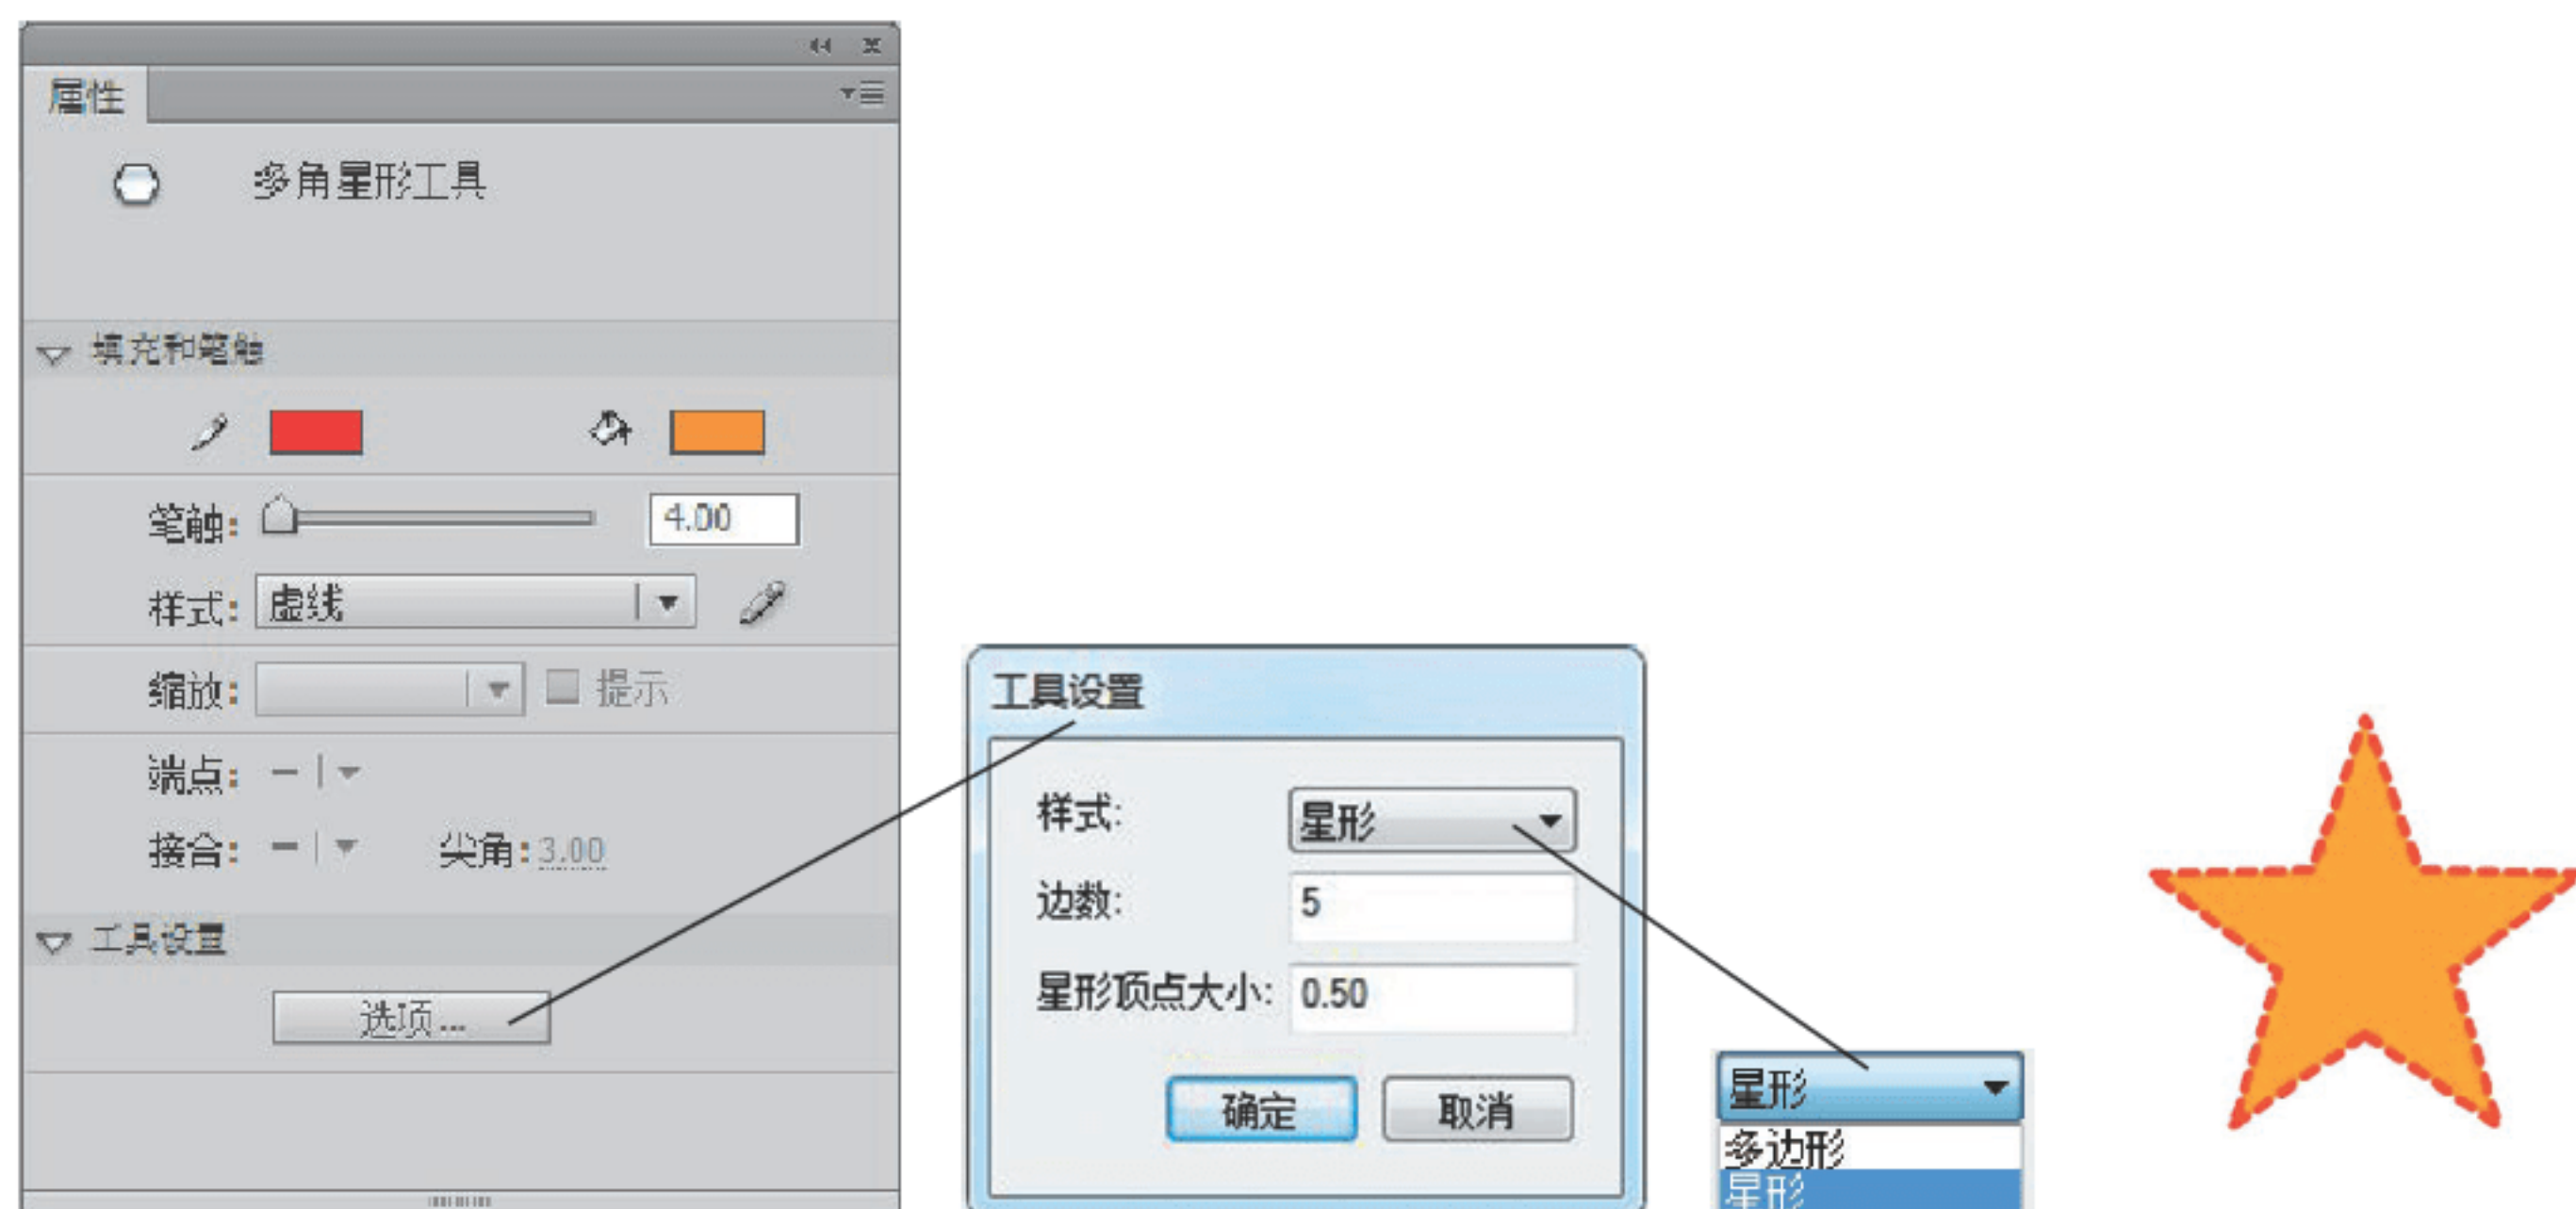 属性
多角星形工具
填充和笔触
笔触: 4.00
样式: 虚线
缩放: 提示
端点:
接合: 尖角: 3.00
工具设置
选项...
工具设置
样式: 星形
边数: 5
星形顶点大小: 0.50
确定 取消
星形
多边形
星形